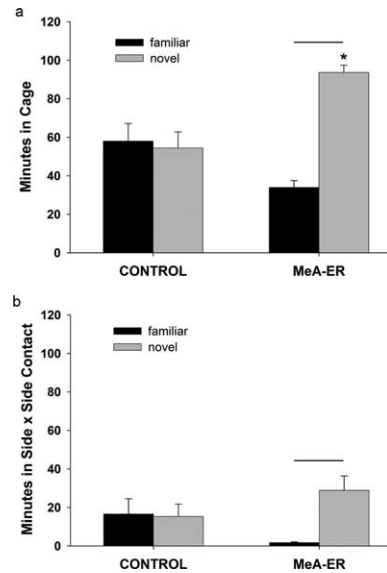 a
120
100
80
60
40
20
0
Minutes in Cage
familiar
novel
*
CONTROL MeA-ER
b
120
100
80
60
40
20
0
Minutes in Side x Side Contact
familiar
novel
CONTROL MeA-ER